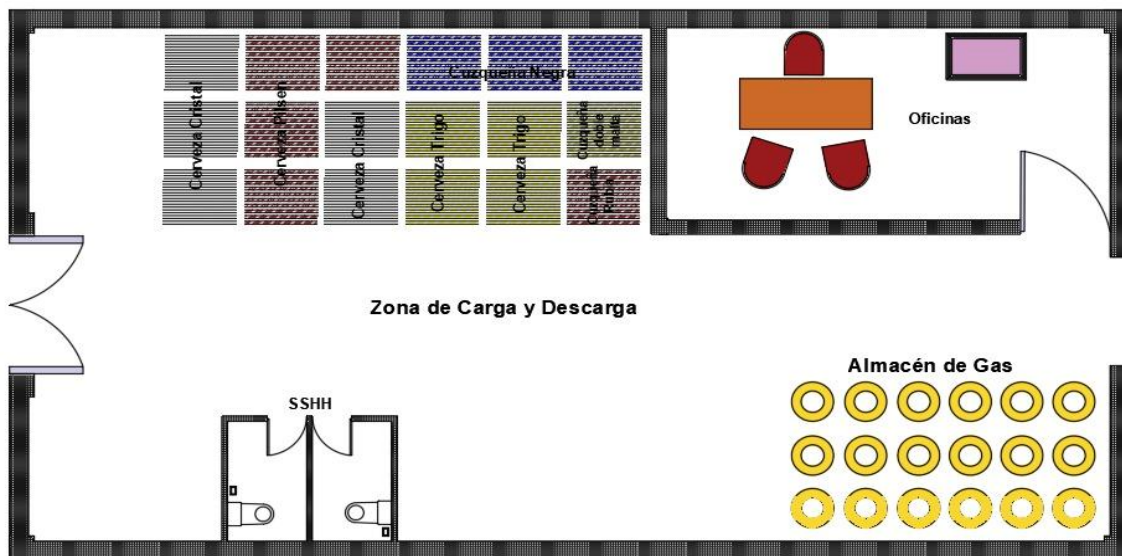 Cuzqueña Negra
Cerveza Cristal
Cerveza Pilsen
Cerveza Cristal
Cerveza Trigo
Cerveza Trigo
Cuzqueña
doble
malta
Cuzqueña
Rubia
Oficinas
Zona de Carga y Descarga
Almacén de Gas
SSHH